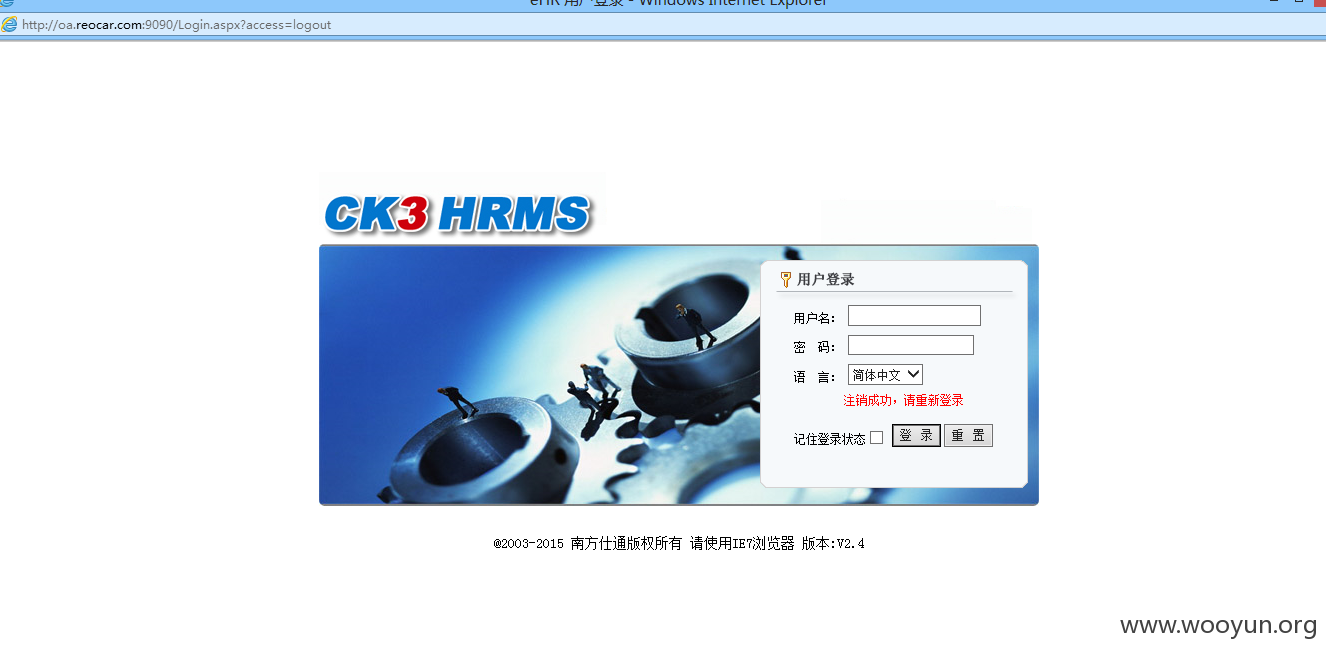 eHR 用户登录 - Windows Internet Explorer
http://oa.reocar.com:9090/Login.aspx?access=logout
CK3 HRMS
用户登录
用户名：
密 码：
语 言： 简体中文
注销成功，请重新登录
记住登录状态 登 录 重 置
@2003-2015 南方仕通版权所有 请使用IE7浏览器 版本:V2.4
www.wooyun.org